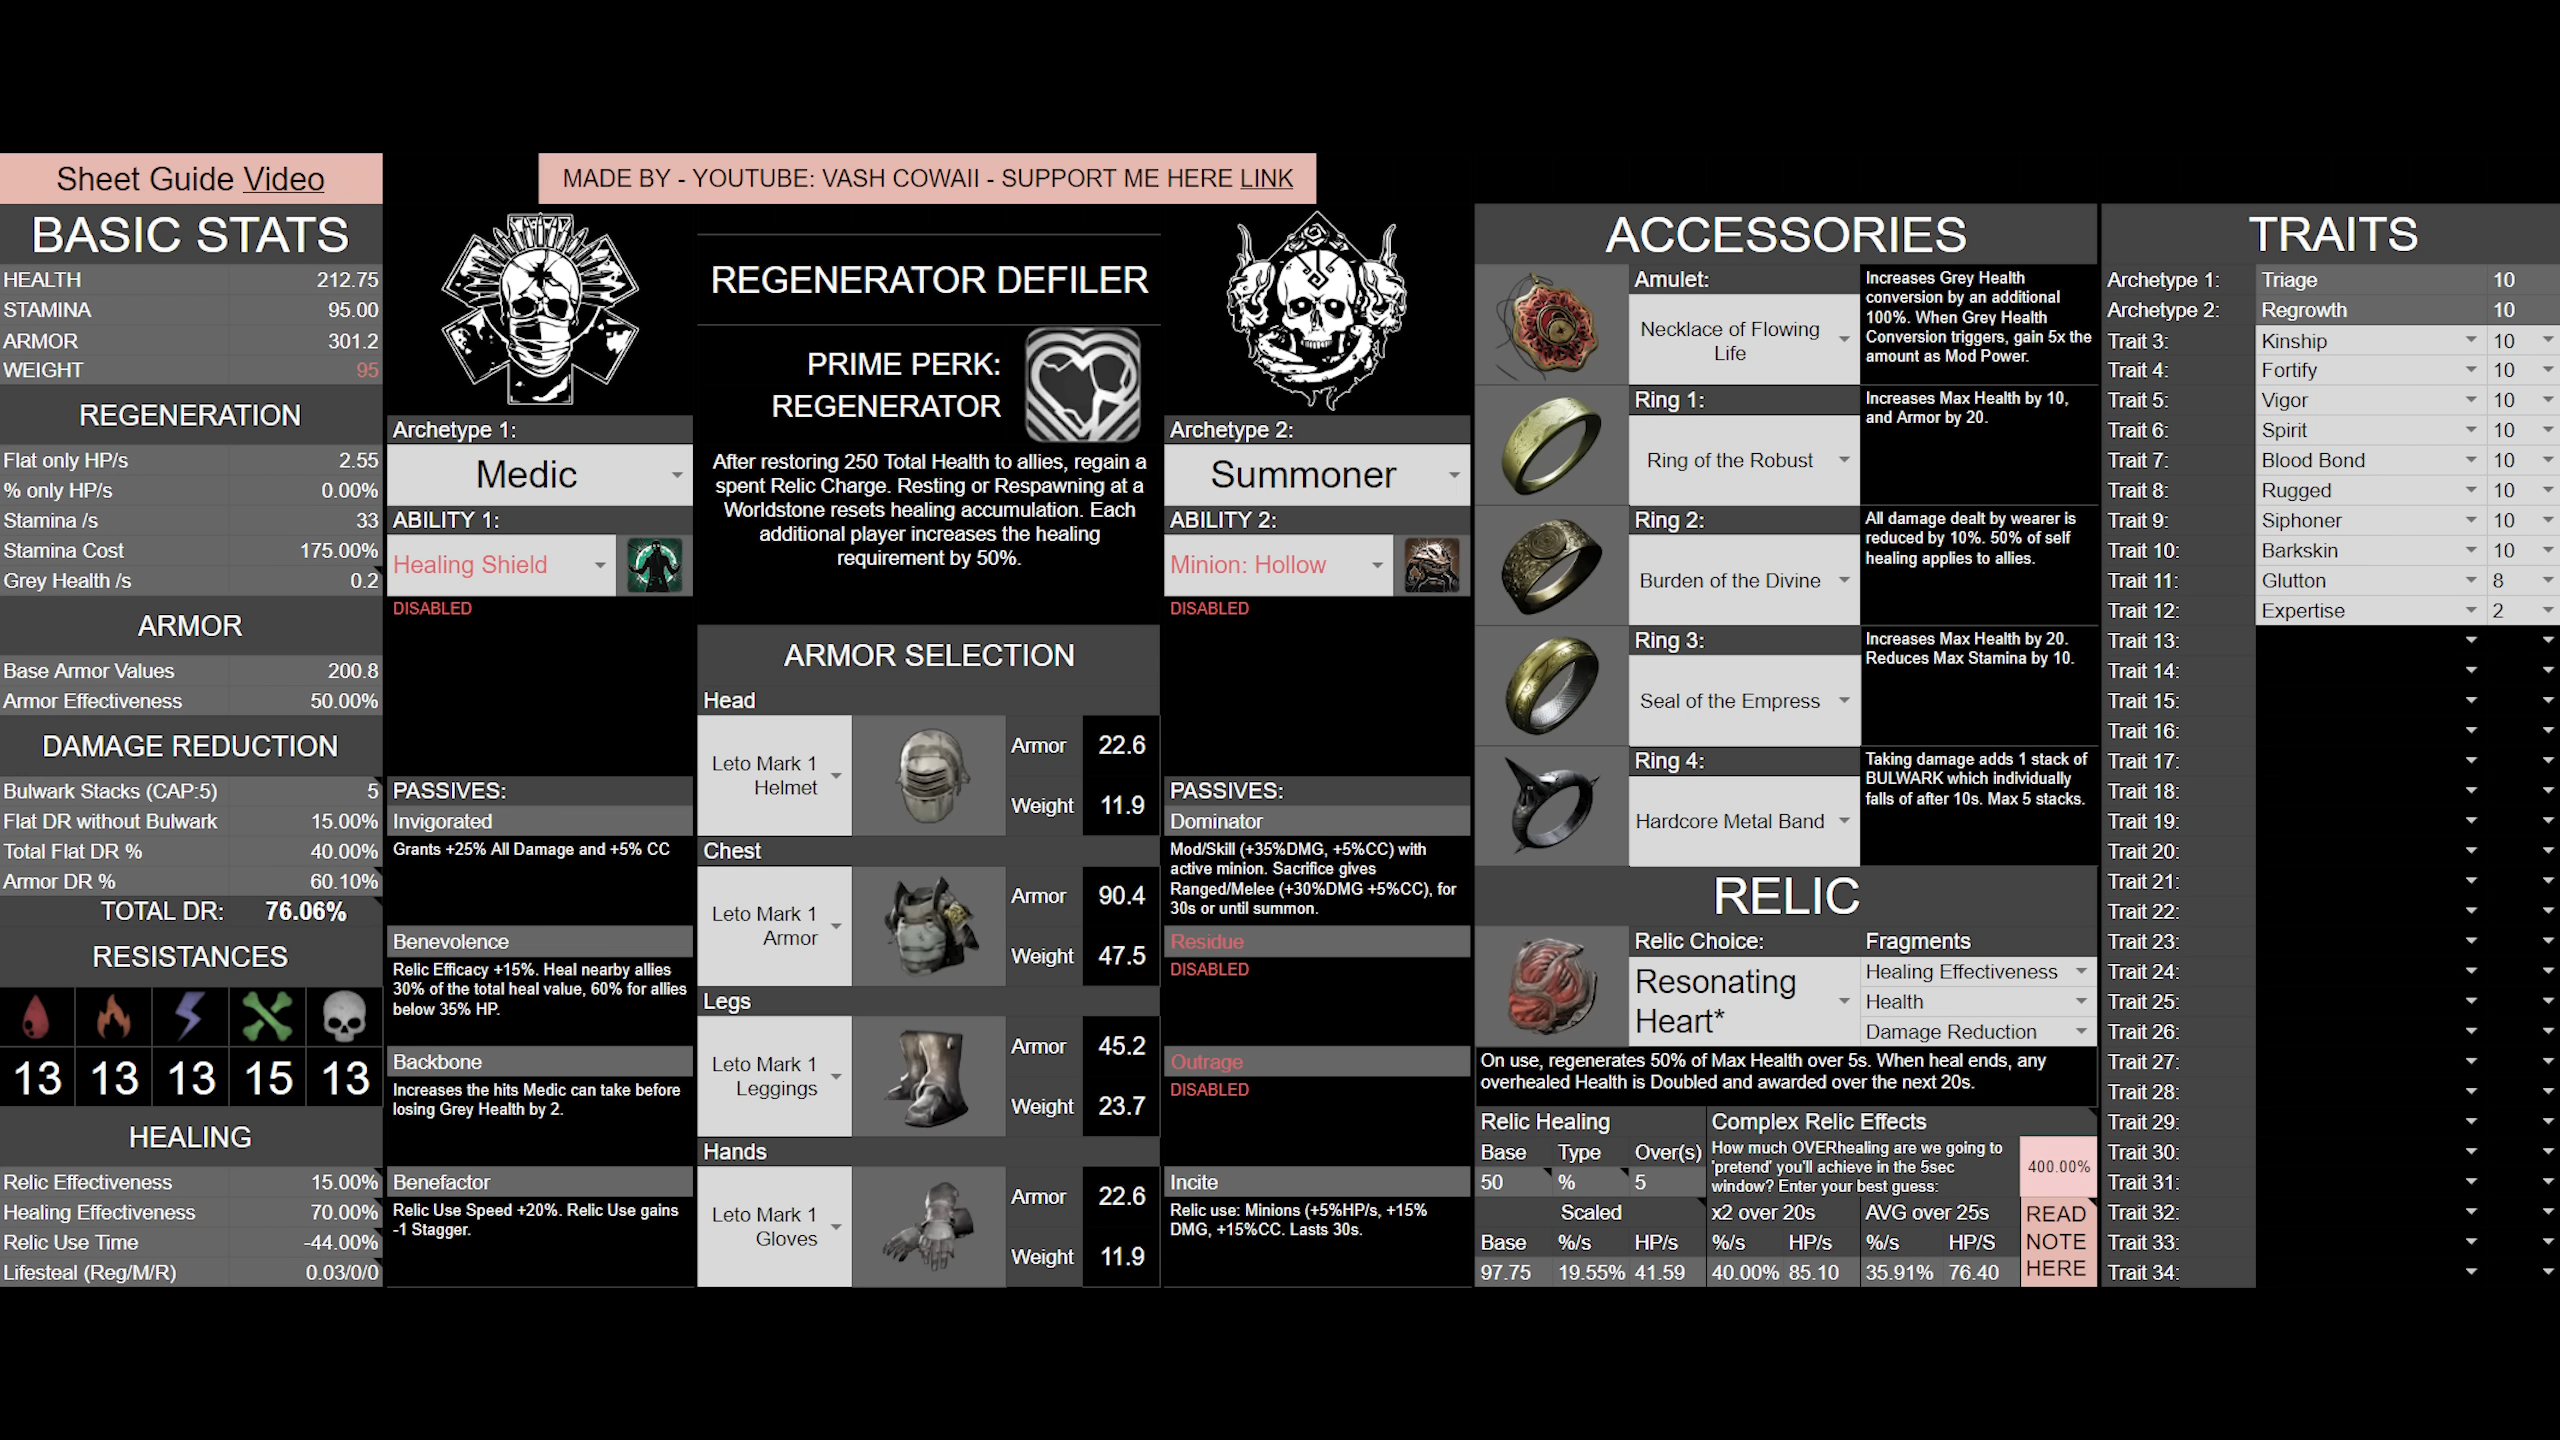 Sheet Guide Video
MADE BY - YOUTUBE: VASH COWAII - SUPPORT ME HERE LINK
BASIC STATS
HEALTH 212.75
STAMINA 95.00
ARMOR 301.2
WEIGHT 95
REGENERATION
Flat only HP/s 2.55
% only HP/s 0.00%
Stamina /s 33
Stamina Cost 175.00%
Grey Health /s 0.2
ARMOR
Base Armor Values 200.8
Armor Effectiveness 50.00%
DAMAGE REDUCTION
Bulwark Stacks (CAP:5) 5
Flat DR without Bulwark 15.00%
Total Flat DR % 40.00%
Armor DR % 60.10%
TOTAL DR: 76.06%
RESISTANCES
13 13 13 15 13
HEALING
Relic Effectiveness 15.00%
Healing Effectiveness 70.00%
Relic Use Time -44.00%
Lifesteal (Reg/M/R) 0.03/0/0
Archetype 1:
Medic
ABILITY 1:
Healing Shield
DISABLED
PASSIVES:
Invigorated
Grants +25% All Damage and +5% CC
Benevolence
Relic Efficacy +15%. Heal nearby allies
30% of the total heal value, 60% for allies
below 35% HP.
Backbone
Increases the hits Medic can take before
losing Grey Health by 2.
Benefactor
Relic Use Speed +20%. Relic Use gains
-1 Stagger.
REGENERATOR DEFILER
PRIME PERK:
REGENERATOR
After restoring 250 Total Health to allies, regain a
spent Relic Charge. Resting or Respawning at a
Worldstone resets healing accumulation. Each
additional player increases the healing
requirement by 50%.
ARMOR SELECTION
Head
Leto Mark 1
Helmet
Armor 22.6
Weight 11.9
Chest
Leto Mark 1
Armor
Armor 90.4
Weight 47.5
Legs
Leto Mark 1
Leggings
Armor 45.2
Weight 23.7
Hands
Leto Mark 1
Gloves
Armor 22.6
Weight 11.9
Archetype 2:
Summoner
ABILITY 2:
Minion: Hollow
DISABLED
PASSIVES:
Dominator
Mod/Skill (+35%DMG, +5%CC) with
active minion. Sacrifice gives
Ranged/Melee (+30%DMG +5%CC), for
30s or until summon.
Residue
DISABLED
Outrage
DISABLED
Incite
Relic use: Minions (+5%HP/s, +15%
DMG, +15%CC. Lasts 30s.
ACCESSORIES
Amulet:
Necklace of Flowing
Life
Increases Grey Health
conversion by an additional
100%. When Grey Health
Conversion triggers, gain 5x the
amount as Mod Power.
Ring 1:
Ring of the Robust
Increases Max Health by 10,
and Armor by 20.
Ring 2:
Burden of the Divine
All damage dealt by wearer is
reduced by 10%. 50% of self
healing applies to allies.
Ring 3:
Seal of the Empress
Increases Max Health by 20.
Reduces Max Stamina by 10.
Ring 4:
Hardcore Metal Band
Taking damage adds 1 stack of
BULWARK which individually
falls of after 10s. Max 5 stacks.
RELIC
Relic Choice:
Resonating
Heart*
Fragments
Healing Effectiveness
Health
Damage Reduction
On use, regenerates 50% of Max Health over 5s. When heal ends, any
overhealed Health is Doubled and awarded over the next 20s.
Relic Healing
Base Type Over(s)
50 % 5
Scaled
Base %/s HP/s
97.75 19.55% 41.59
Complex Relic Effects
How much OVERhealing are we going to
'pretend' you'll achieve in the 5sec
window? Enter your best guess:
400.00%
x2 over 20s AVG over 25s
%/s HP/s %/s HP/S
40.00% 85.10 35.91% 76.40
READ
NOTE
HERE
TRAITS
Archetype 1: Triage 10
Archetype 2: Regrowth 10
Trait 3: Kinship 10
Trait 4: Fortify 10
Trait 5: Vigor 10
Trait 6: Spirit 10
Trait 7: Blood Bond 10
Trait 8: Rugged 10
Trait 9: Siphoner 10
Trait 10: Barkskin 10
Trait 11: Glutton 8
Trait 12: Expertise 2
Trait 13:
Trait 14:
Trait 15:
Trait 16:
Trait 17:
Trait 18:
Trait 19:
Trait 20:
Trait 21:
Trait 22:
Trait 23:
Trait 24:
Trait 25:
Trait 26:
Trait 27:
Trait 28:
Trait 29:
Trait 30:
Trait 31:
Trait 32:
Trait 33:
Trait 34: